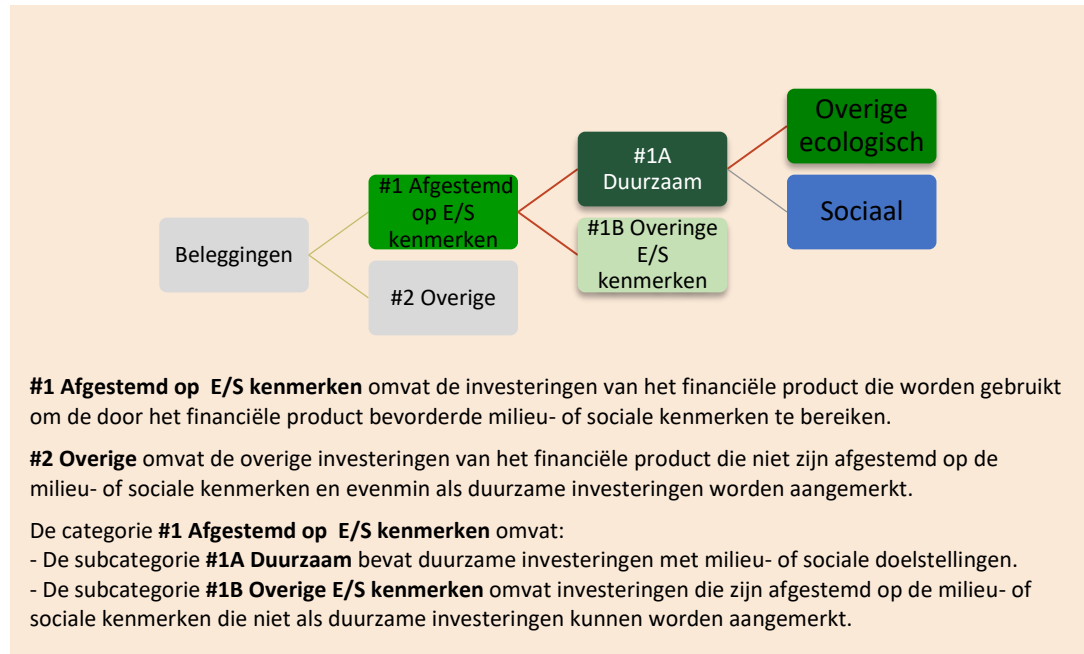 Overige
ecologisch
#1A
Duurzaam
#1 Afgestemd
op E/S
kenmerken
Sociaal
#1B Overinge
E/S
kenmerken
Beleggingen
#2 Overige
#1 Afgestemd op  E/S kenmerken omvat de investeringen van het financiële product die worden gebruikt
om de door het financiële product bevorderde milieu- of sociale kenmerken te bereiken.
#2 Overige omvat de overige investeringen van het financiële product die niet zijn afgestemd op de
milieu- of sociale kenmerken en evenmin als duurzame investeringen worden aangemerkt.
De categorie #1 Afgestemd op  E/S kenmerken omvat:
- De subcategorie #1A Duurzaam bevat duurzame investeringen met milieu- of sociale doelstellingen.
- De subcategorie #1B Overige E/S kenmerken omvat investeringen die zijn afgestemd op de milieu- of
sociale kenmerken die niet als duurzame investeringen kunnen worden aangemerkt.